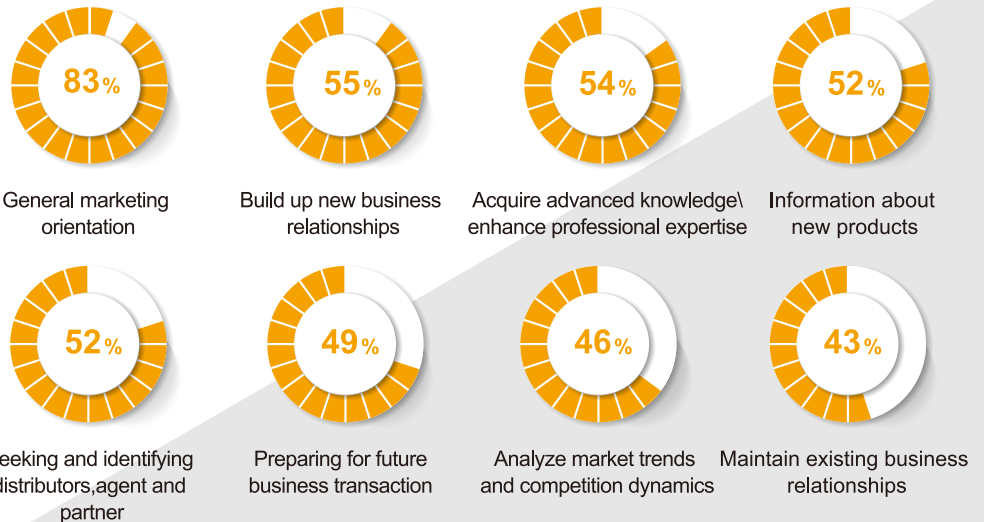 83%
55%
54%
52%
General marketing
orientation
Build up new business
relationships
Acquire advanced knowledge\
enhance professional expertise
Information about
new products
52%
49%
46%
43%
eeking and identifying
distributors,agent and
partner
Preparing for future
business transaction
Analyze market trends
and competition dynamics
Maintain existing business
relationships